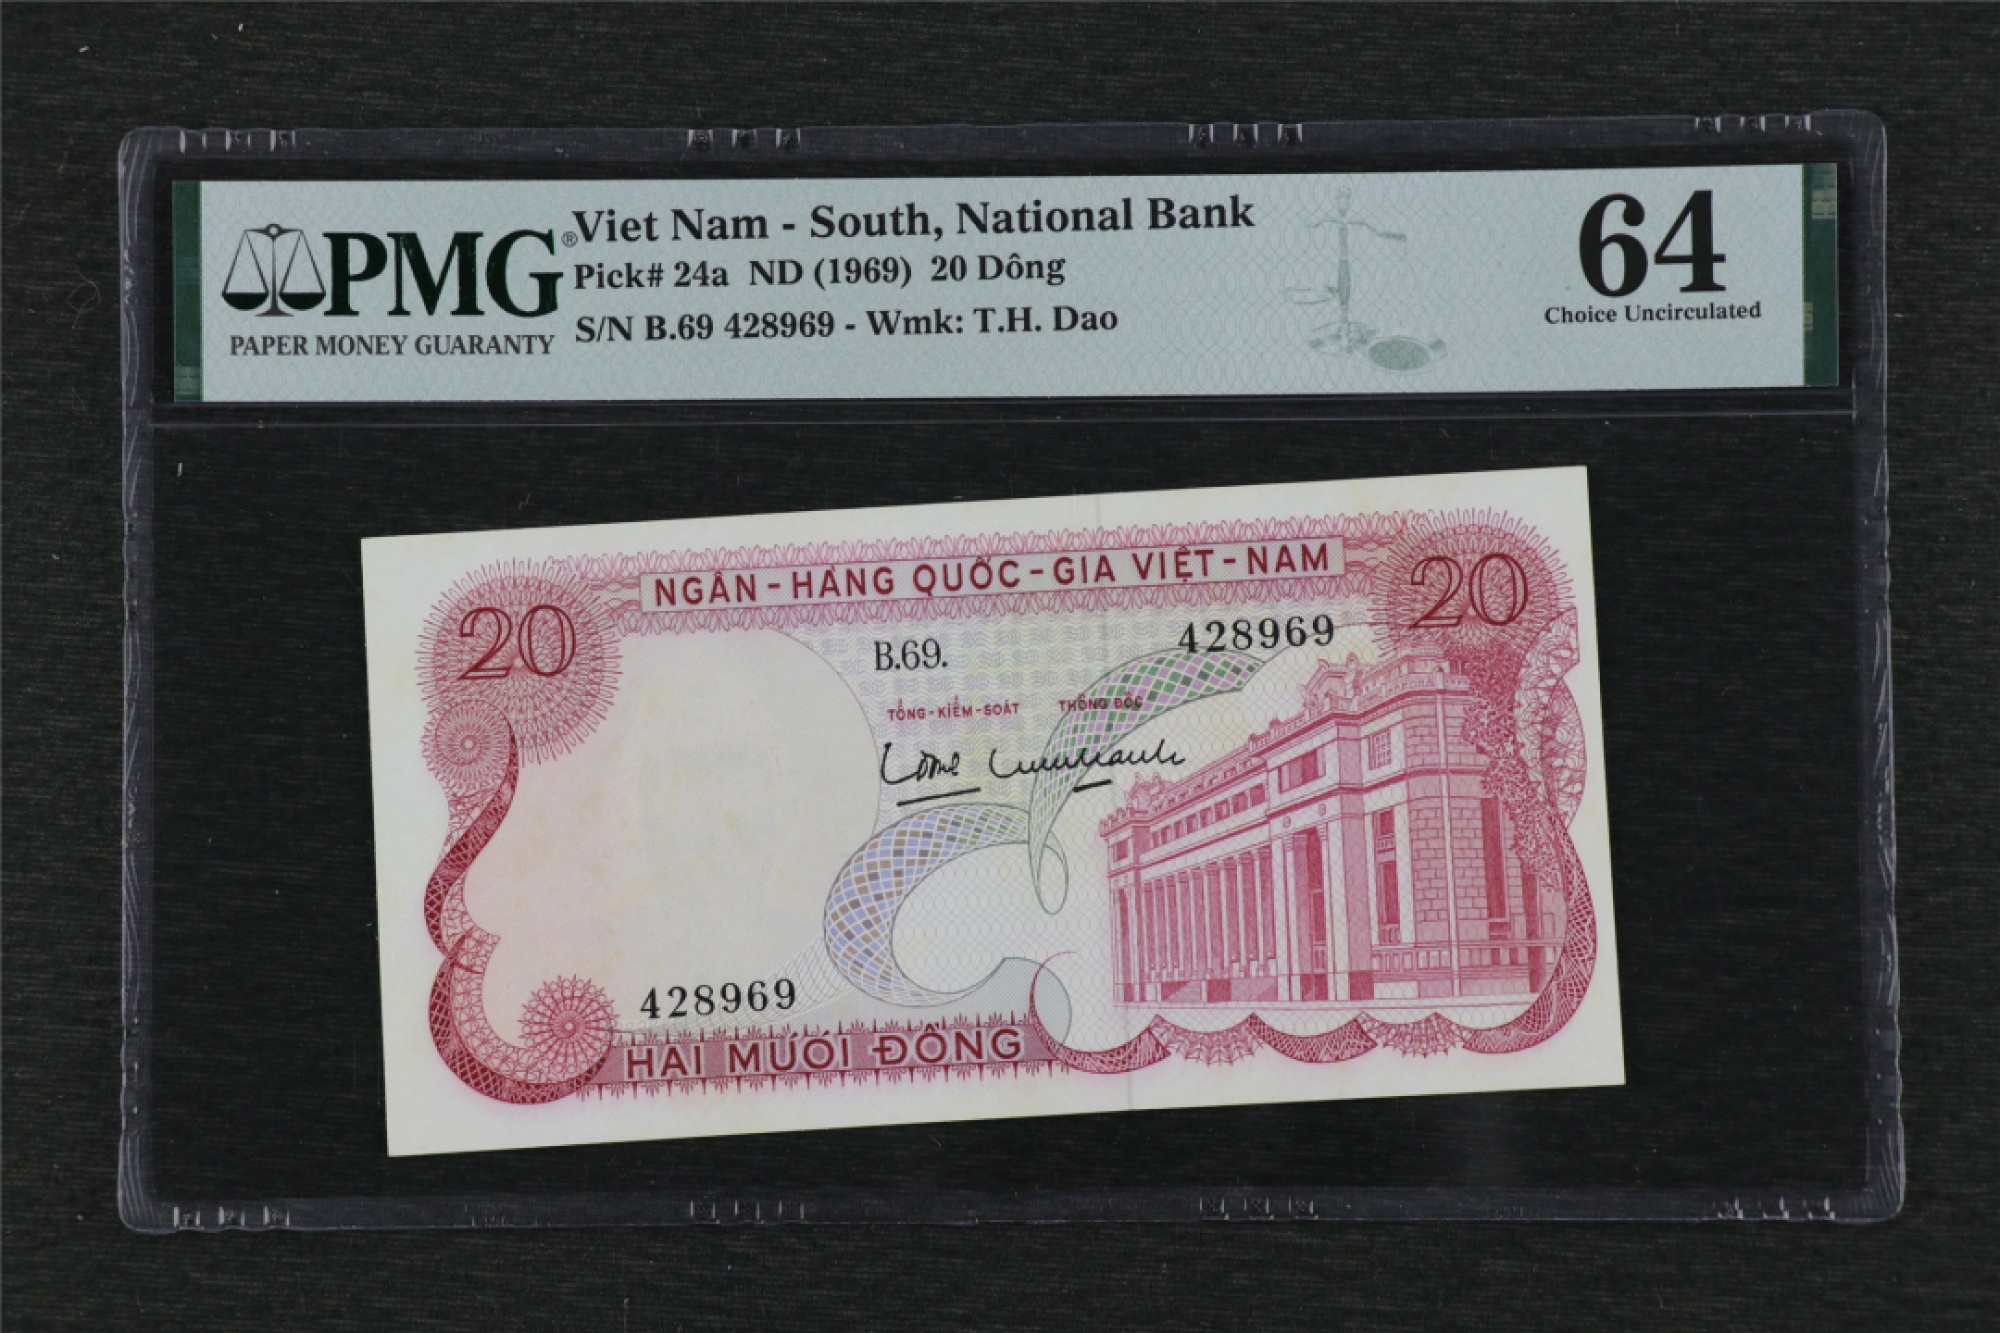 PMG®
PAPER MONEY GUARANTY
Viet Nam - South, National Bank
Pick# 24a ND (1969) 20 Dông
S/N B.69 428969 - Wmk: T.H. Dao
64
Choice Uncirculated
NGÂN-HÀNG QUỐC-GIA VIỆT-NAM
20
20
B.69.
428969
TỔNG-KIỂM-SOÁT THỐNG ĐỐC
428969
HAI MƯƠI ĐỒNG